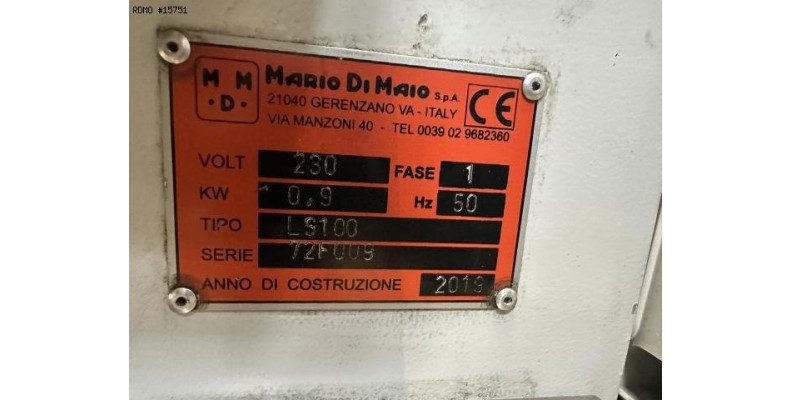 RDMO #15751
M M
·D·
MARIO DI MAIO S.p.A.
21040 GERENZANO VA - ITALY
VIA MANZONI 40 - TEL 0039 02 9682360
CE
VOLT 230 FASE 1
KW 0.9 Hz 50
TIPO LS100
SERIE 72F009
ANNO DI COSTRUZIONE 2019